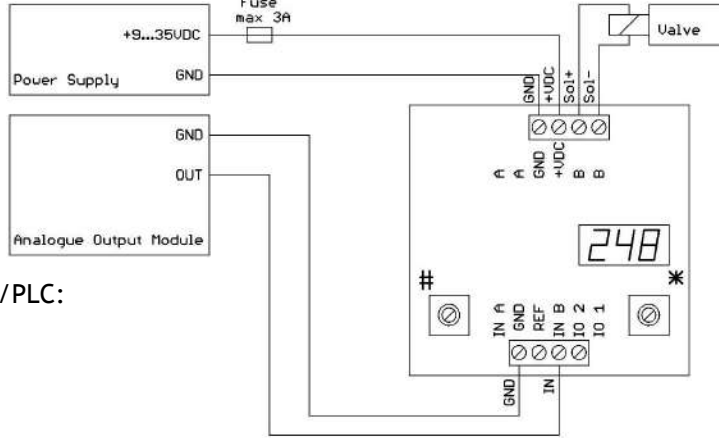 Fuse
max 3A
+9...35VDC
GND
Power Supply
Valve
GND
+VDC
Sol+
Sol-
GND
OUT
Analogue Output Module
A
A
GND
+VDC
B
B
248
/PLC:
#
*
IN A
GND
REF
IN B
IO 2
IO 1
GND
IN